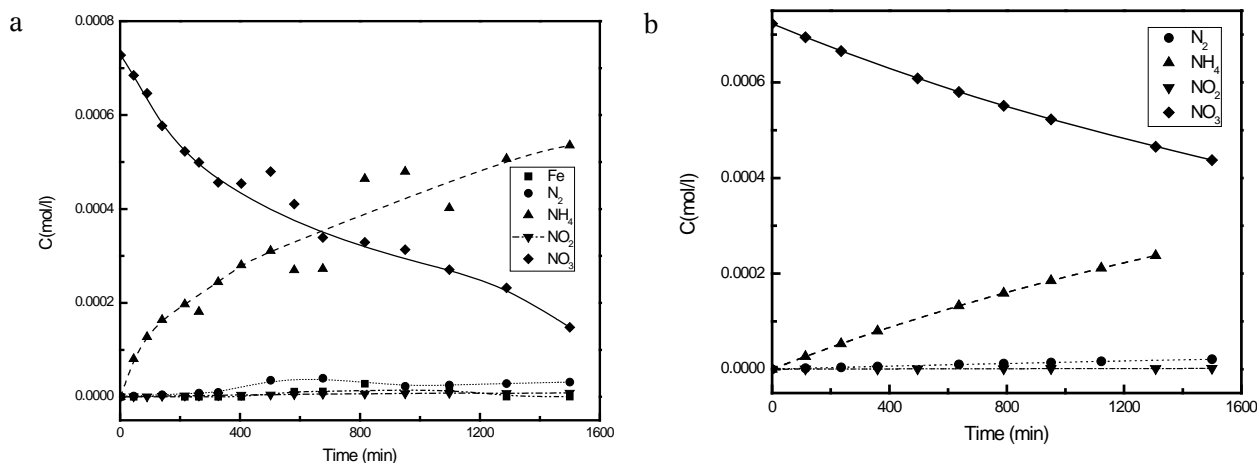 a
0.0008
0.0006
0.0004
0.0002
0.0000
C(mol/l)
0 400 800 1200 1600
Time (min)
Fe
N₂
NH₄
NO₂
NO₃
b
0.0006
0.0004
0.0002
0.0000
C(mol/l)
0 400 800 1200 1600
Time (min)
N₂
NH₄
NO₂
NO₃